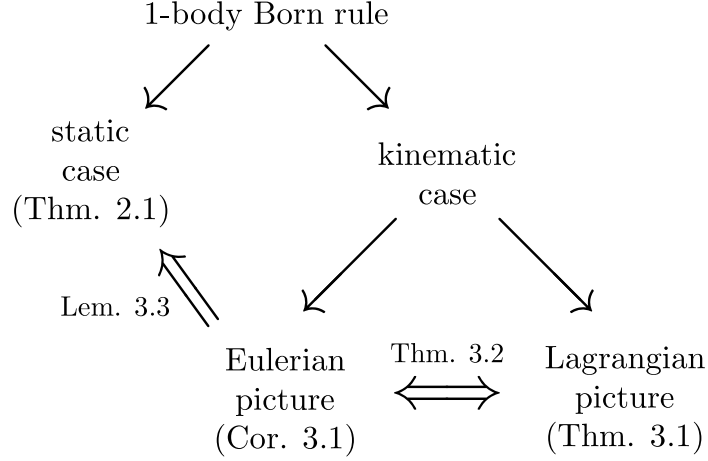 1-body Born rule
static
case
(Thm. 2.1)
kinematic
case
Lem. 3.3
Eulerian
picture
(Cor. 3.1)
Thm. 3.2
Lagrangian
picture
(Thm. 3.1)